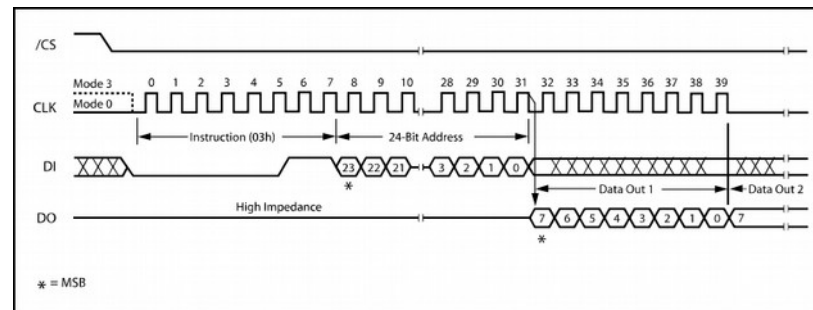 /CS
Mode 3 0 1 2 3 4 5 6 7 8 9 10 28 29 30 31 32 33 34 35 36 37 38 39
CLK Mode 0
Instruction (03h) 24-Bit Address
DI 23 22 21 3 2 1 0
* Data Out 1 Data Out 2
High Impedance
DO 7 6 5 4 3 2 1 0 7
*
* = MSB